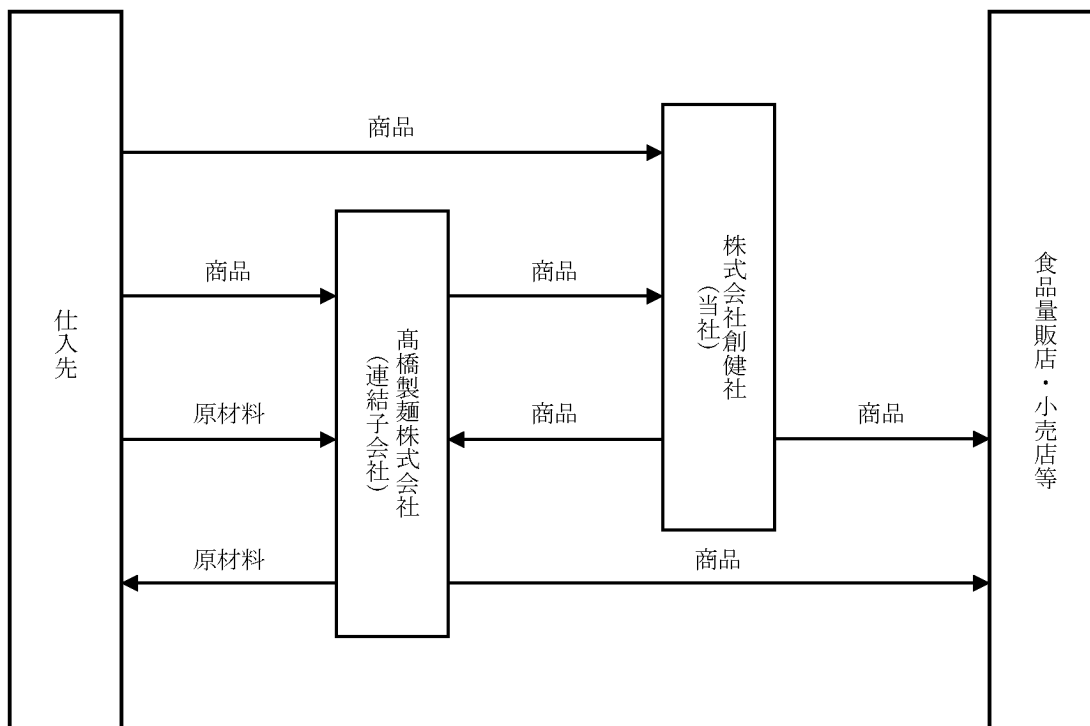 仕入先
商品
商品
原材料
原材料
髙橋製麺株式会社
（連結子会社）
商品
商品
商品
株式会社創健社
（当社）
商品
食品量販店・小売店等